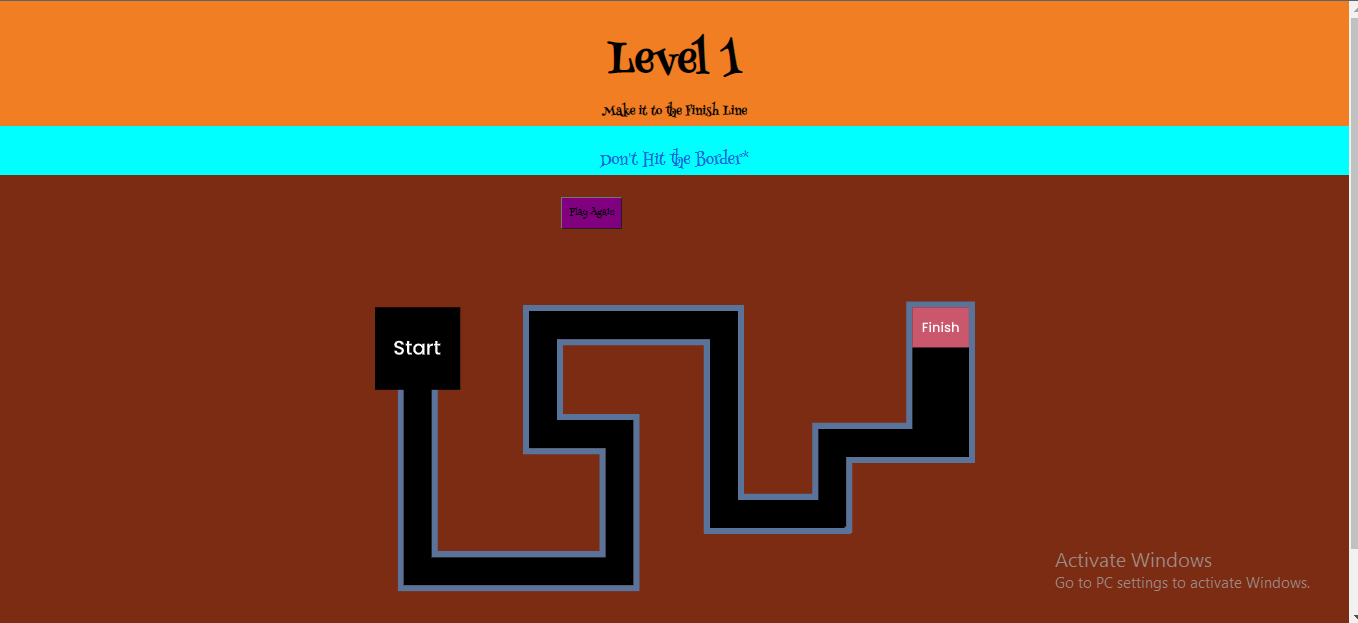 Level 1
Make it to the Finish Line
Don't Hit the Border*
Play Again
Start
Finish
Activate Windows
Go to PC settings to activate Windows.